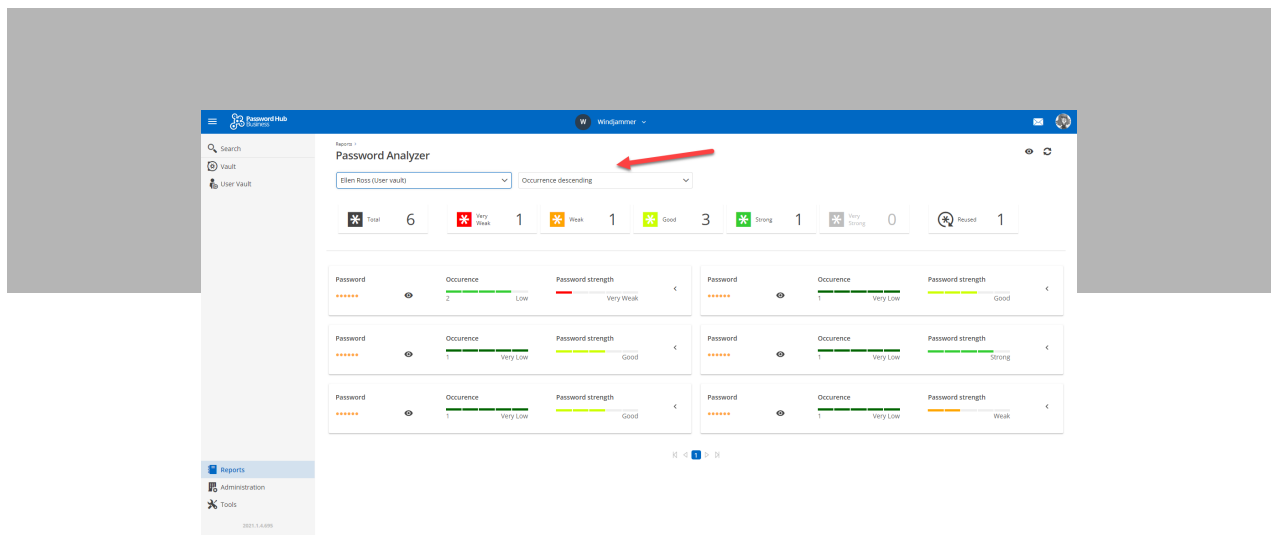 Password Hub
Business
W Windjammer
Search
Vault
User Vault
Reports
Administration
Tools
2021.1.4.695
Reports >
Password Analyzer
Ellen Ross (User vault)
Occurrence descending
Total 6
Very Weak 1
Weak 1
Good 3
Strong 1
Very Strong 0
Reused 1
Password Occurence Password strength
•••••• 2 Low Very Weak
Password Occurence Password strength
•••••• 1 Very Low Good
Password Occurence Password strength
•••••• 1 Very Low Good
Password Occurence Password strength
•••••• 1 Very Low Strong
Password Occurence Password strength
•••••• 1 Very Low Good
Password Occurence Password strength
•••••• 1 Very Low Weak
1